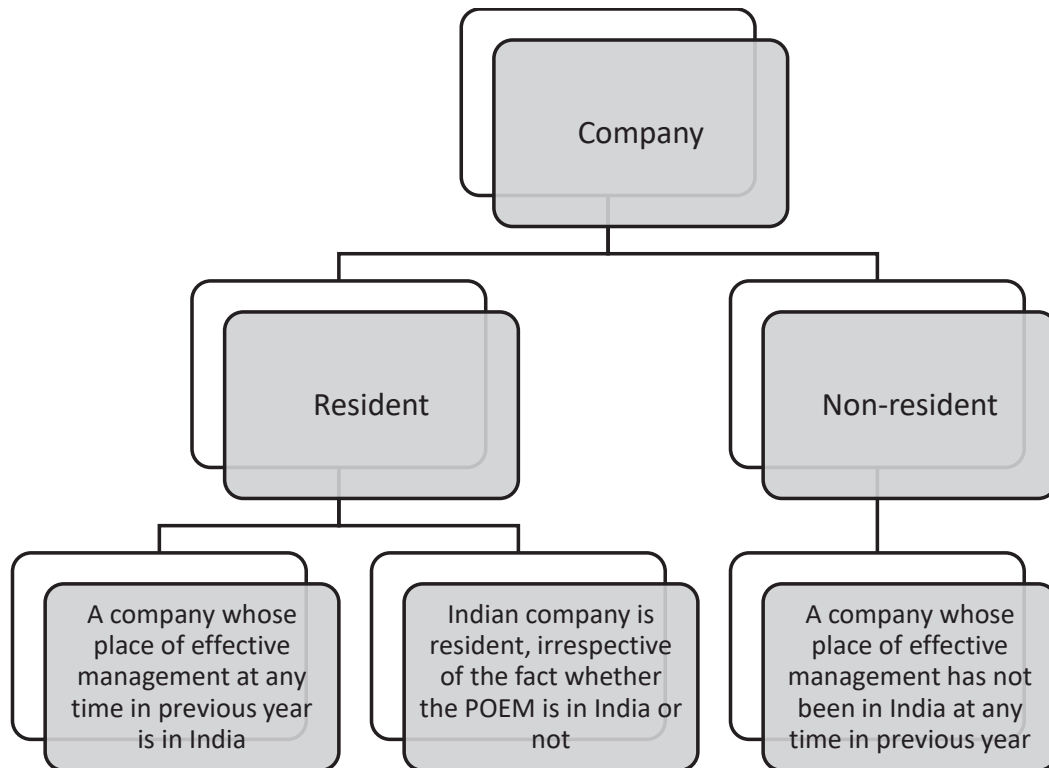 Company
Resident
Non-resident
A company whose
place of effective
management at any
time in previous year
is in India
Indian company is
resident, irrespective
of the fact whether
the POEM is in India or
not
A company whose
place of effective
management has not
been in India at any
time in previous year